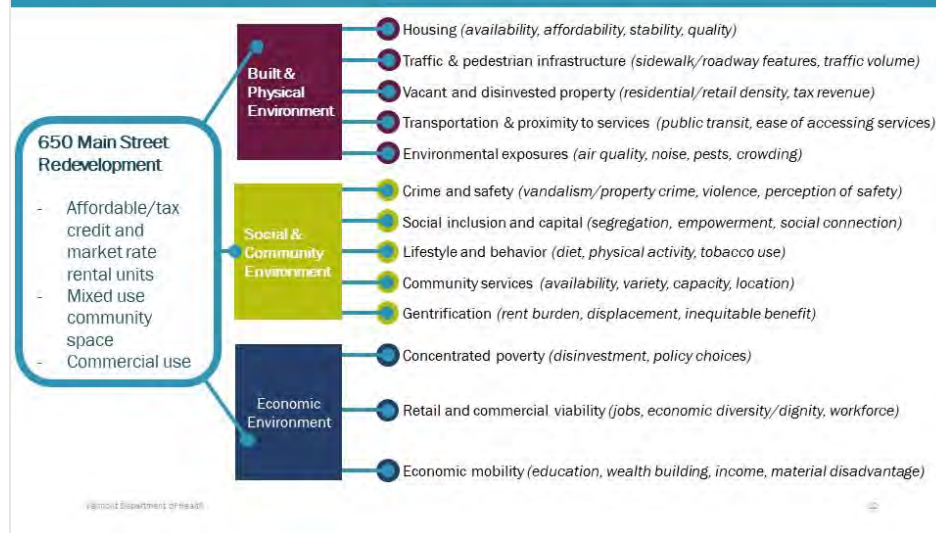 650 Main Street
Redevelopment
- Affordable/tax
credit and
market rate
rental units
- Mixed use
community
space
- Commercial use
Built &
Physical
Environment
Housing (availability, affordability, stability, quality)
Traffic & pedestrian infrastructure (sidewalk/roadway features, traffic volume)
Vacant and disinvested property (residential/retail density, tax revenue)
Transportation & proximity to services (public transit, ease of accessing services)
Environmental exposures (air quality, noise, pests, crowding)
Social &
Community
Environment
Crime and safety (vandalism/property crime, violence, perception of safety)
Social inclusion and capital (segregation, empowerment, social connection)
Lifestyle and behavior (diet, physical activity, tobacco use)
Community services (availability, variety, capacity, location)
Gentrification (rent burden, displacement, inequitable benefit)
Economic
Environment
Concentrated poverty (disinvestment, policy choices)
Retail and commercial viability (jobs, economic diversity/dignity, workforce)
Economic mobility (education, wealth building, income, material disadvantage)
Vermont Department of Health